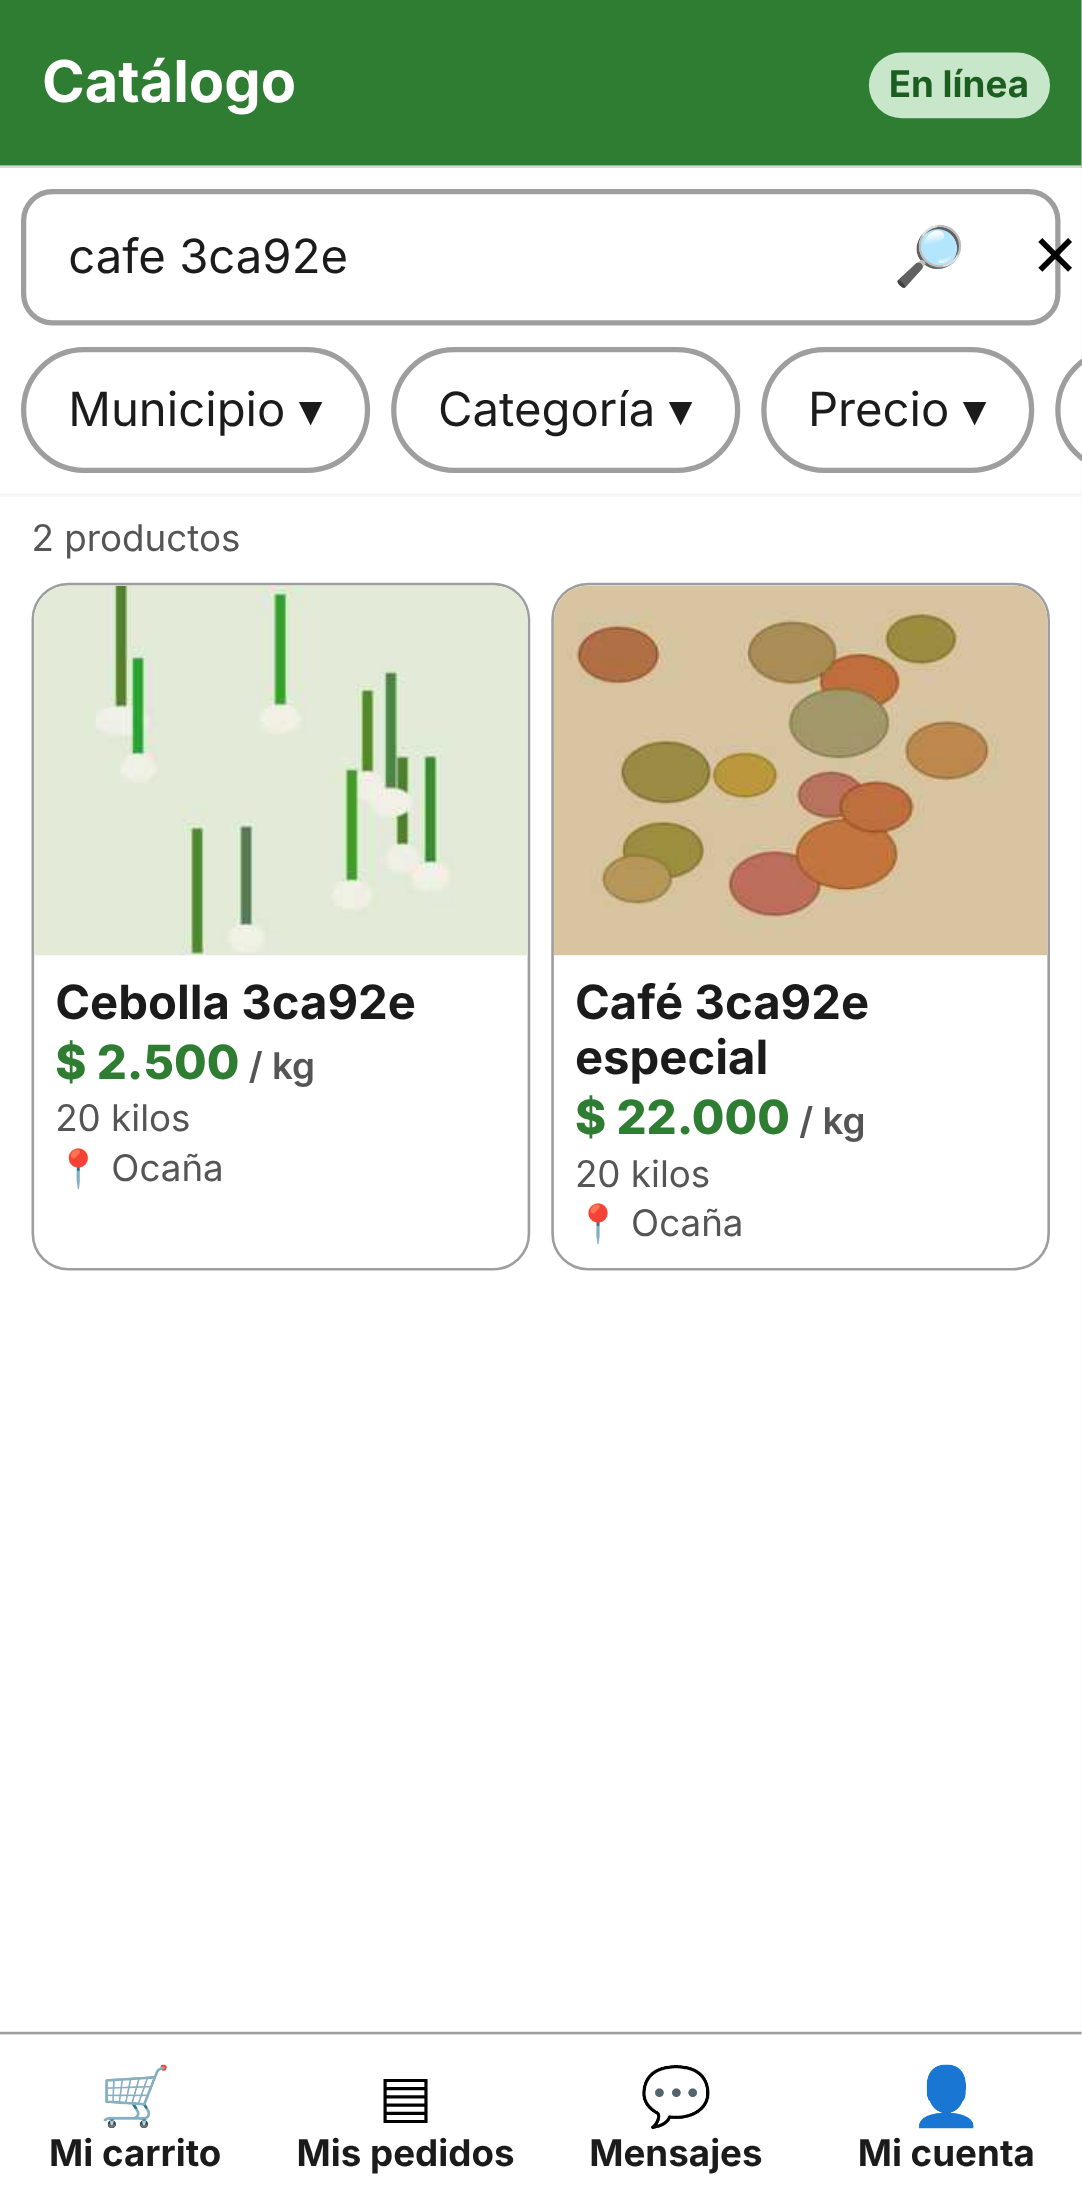 Catálogo
En línea
cafe 3ca92e
Municipio ▾
Categoría ▾
Precio ▾
2 productos
Cebolla 3ca92e
$ 2.500 / kg
20 kilos
Ocaña
Café 3ca92e
especial
$ 22.000 / kg
20 kilos
Ocaña
Mi carrito
Mis pedidos
Mensajes
Mi cuenta